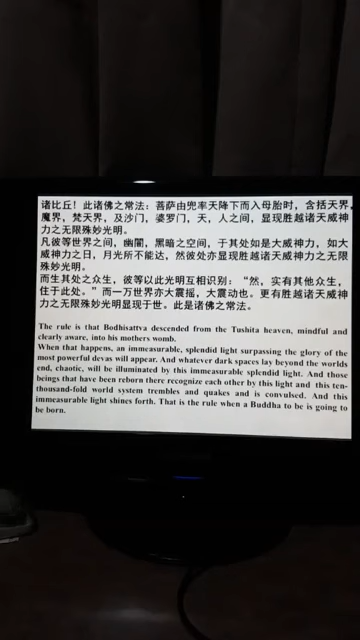 诸比丘！此诸佛之常法：菩萨由兜率天降下而入母胎时，含括天界，
魔界，梵天界，及沙门，婆罗门，天，人之间，显现胜越诸天威神
力之无限殊妙光明。
凡彼等世界之间，幽闇，黑暗之空间，于其处如是大威神力，如大
威神力之日，月光所不能达，然彼处亦显现胜越诸天威神力之无限
殊妙光明。
而生其处之众生，彼等以此光明互相识别：“然，实有其他众生，
住于此处。”而一万世界亦大震摇，大震动也。更有胜越诸天威神
力之无限殊妙光明显现于世。此是诸佛之常法。
The rule is that Bodhisattva descended from the Tushita heaven, mindful and
clearly aware, into his mothers womb.
When that happens, an immeasurable, splendid light surpassing the glory of the
most powerful devas will appear. And whatever dark spaces lay beyond the worlds
end, chaotic, will be illuminated by this immeasurable splendid light. And those
beings that have been reborn there recognize each other by this light and this ten-
thousand-fold world system trembles and quakes and is convulsed. And this
immeasurable light shines forth. That is the rule when a Buddha to be is going to
be born.